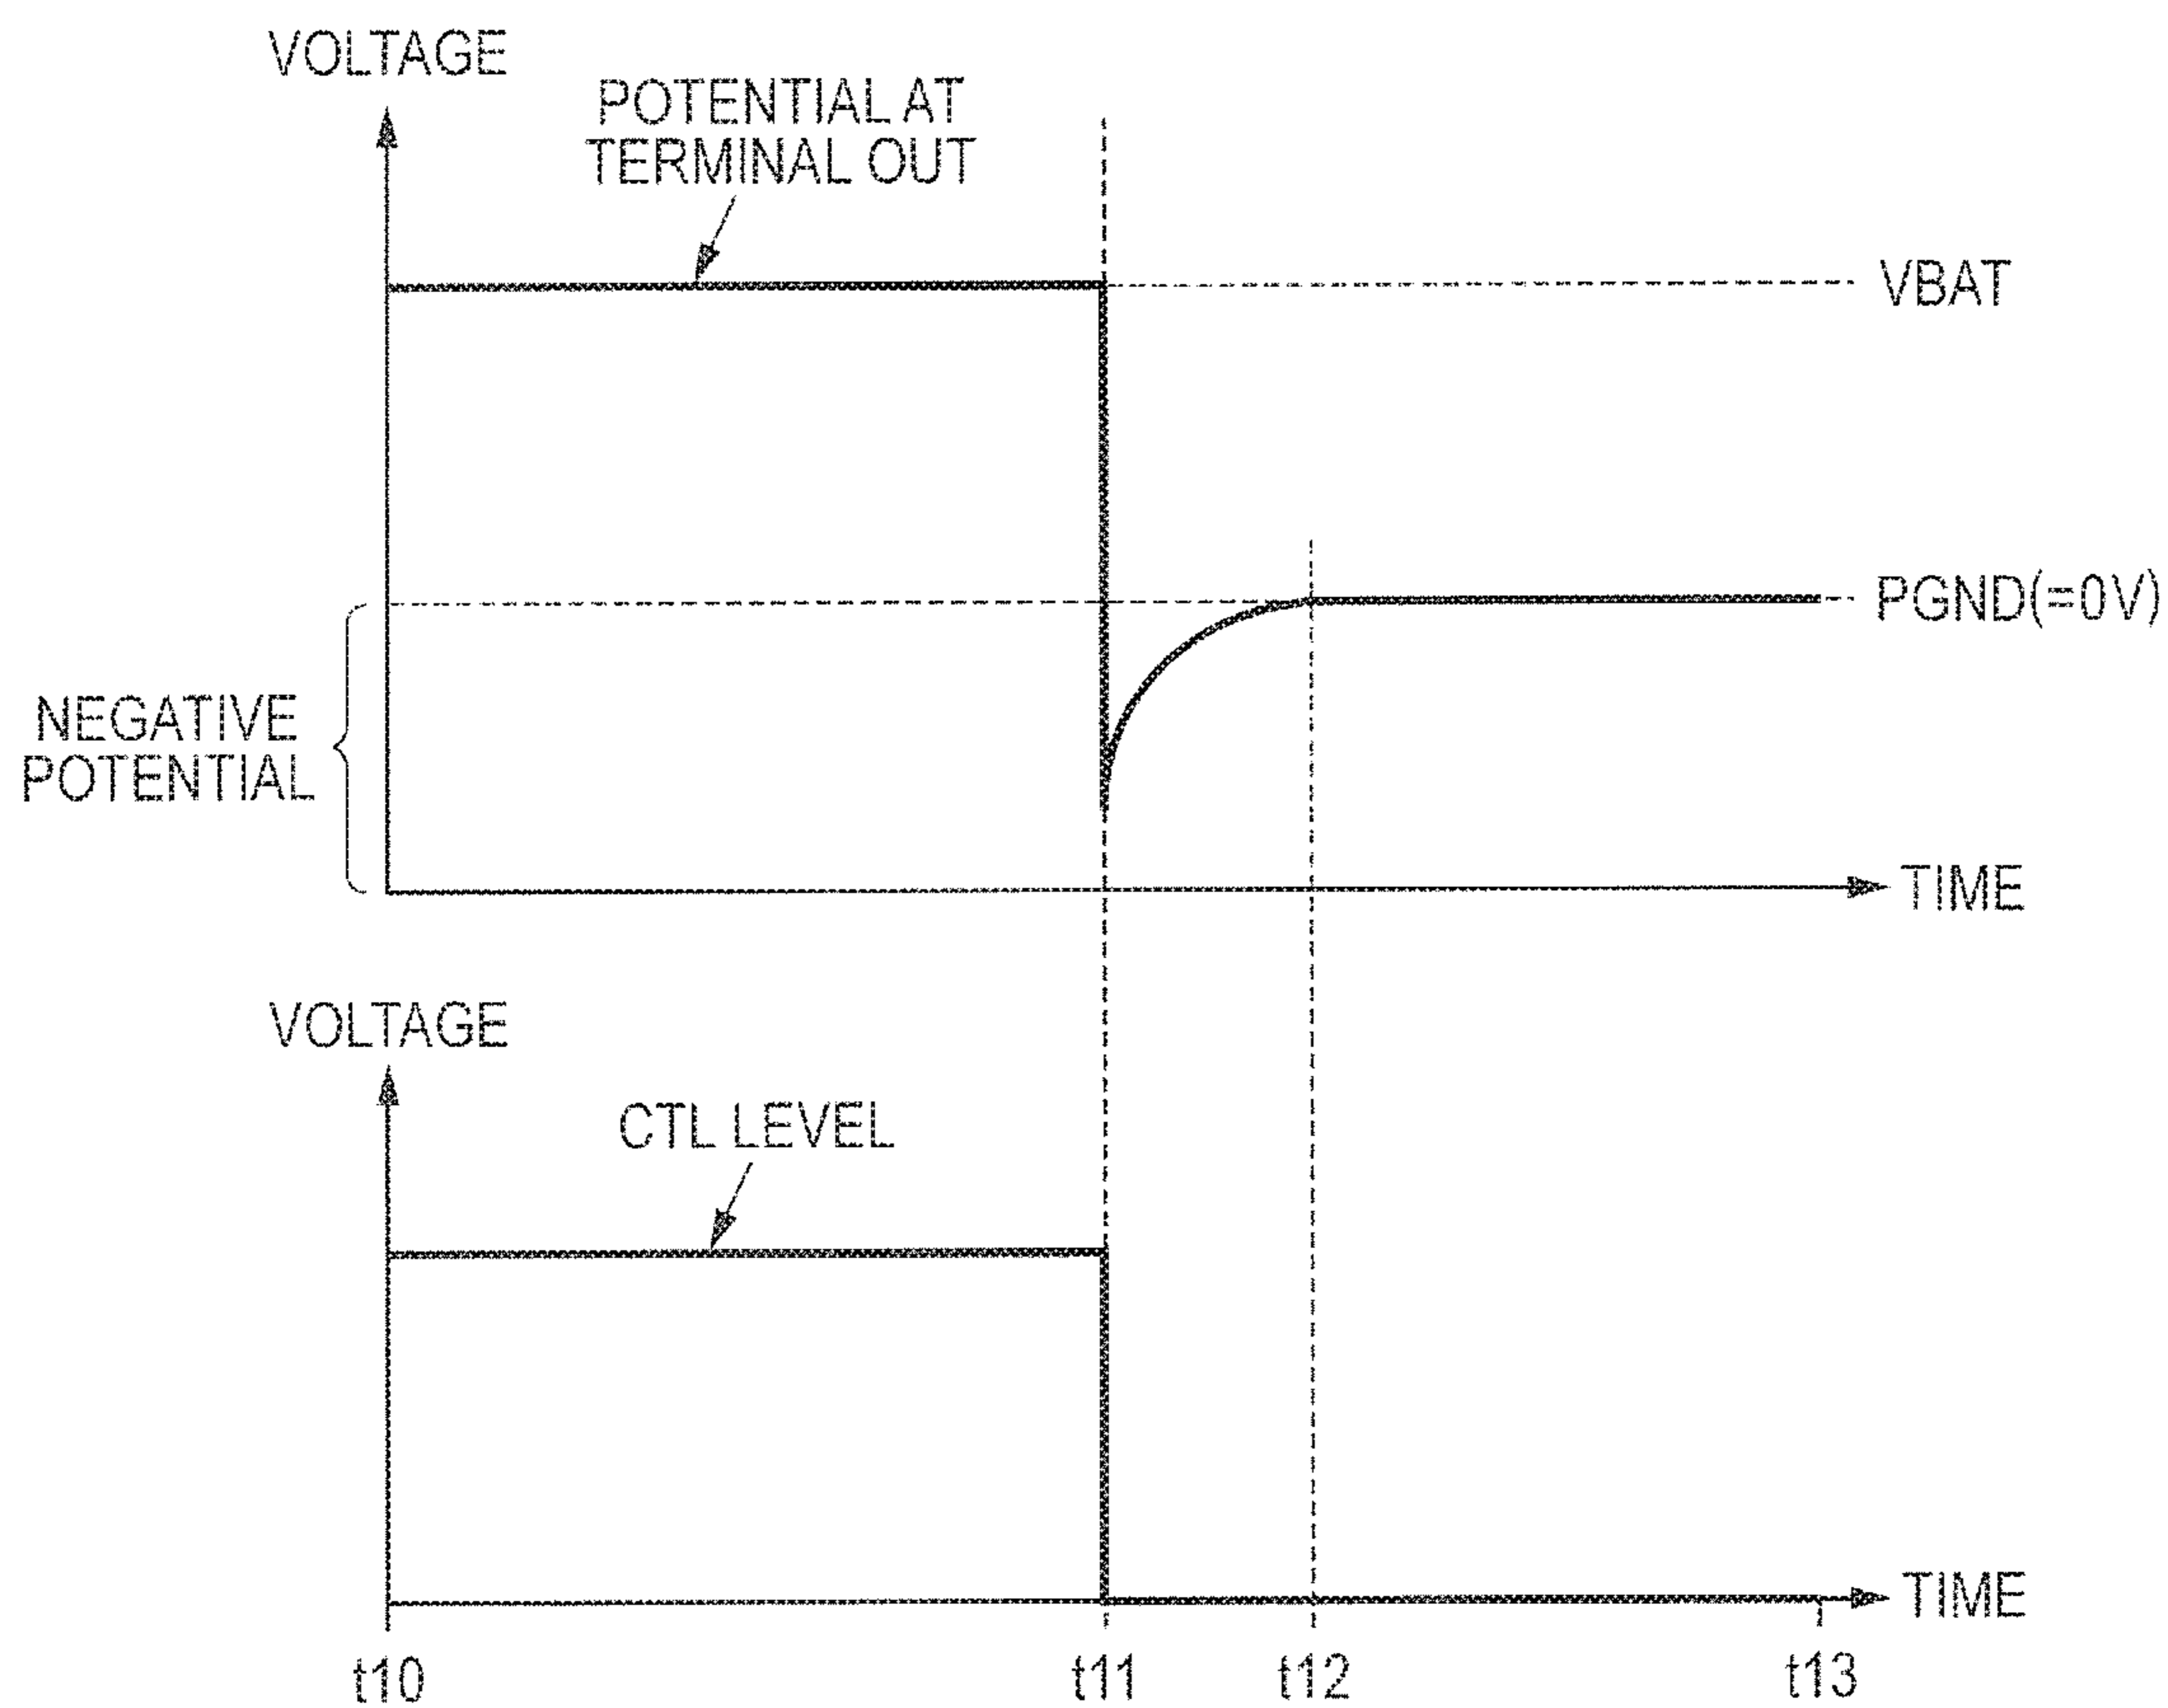 VOLTAGE
POTENTIAL AT
TERMINAL OUT
VBAT
PGND(=0V)
NEGATIVE
POTENTIAL
TIME
VOLTAGE
CTL LEVEL
TIME
t10
t11
t12
t13